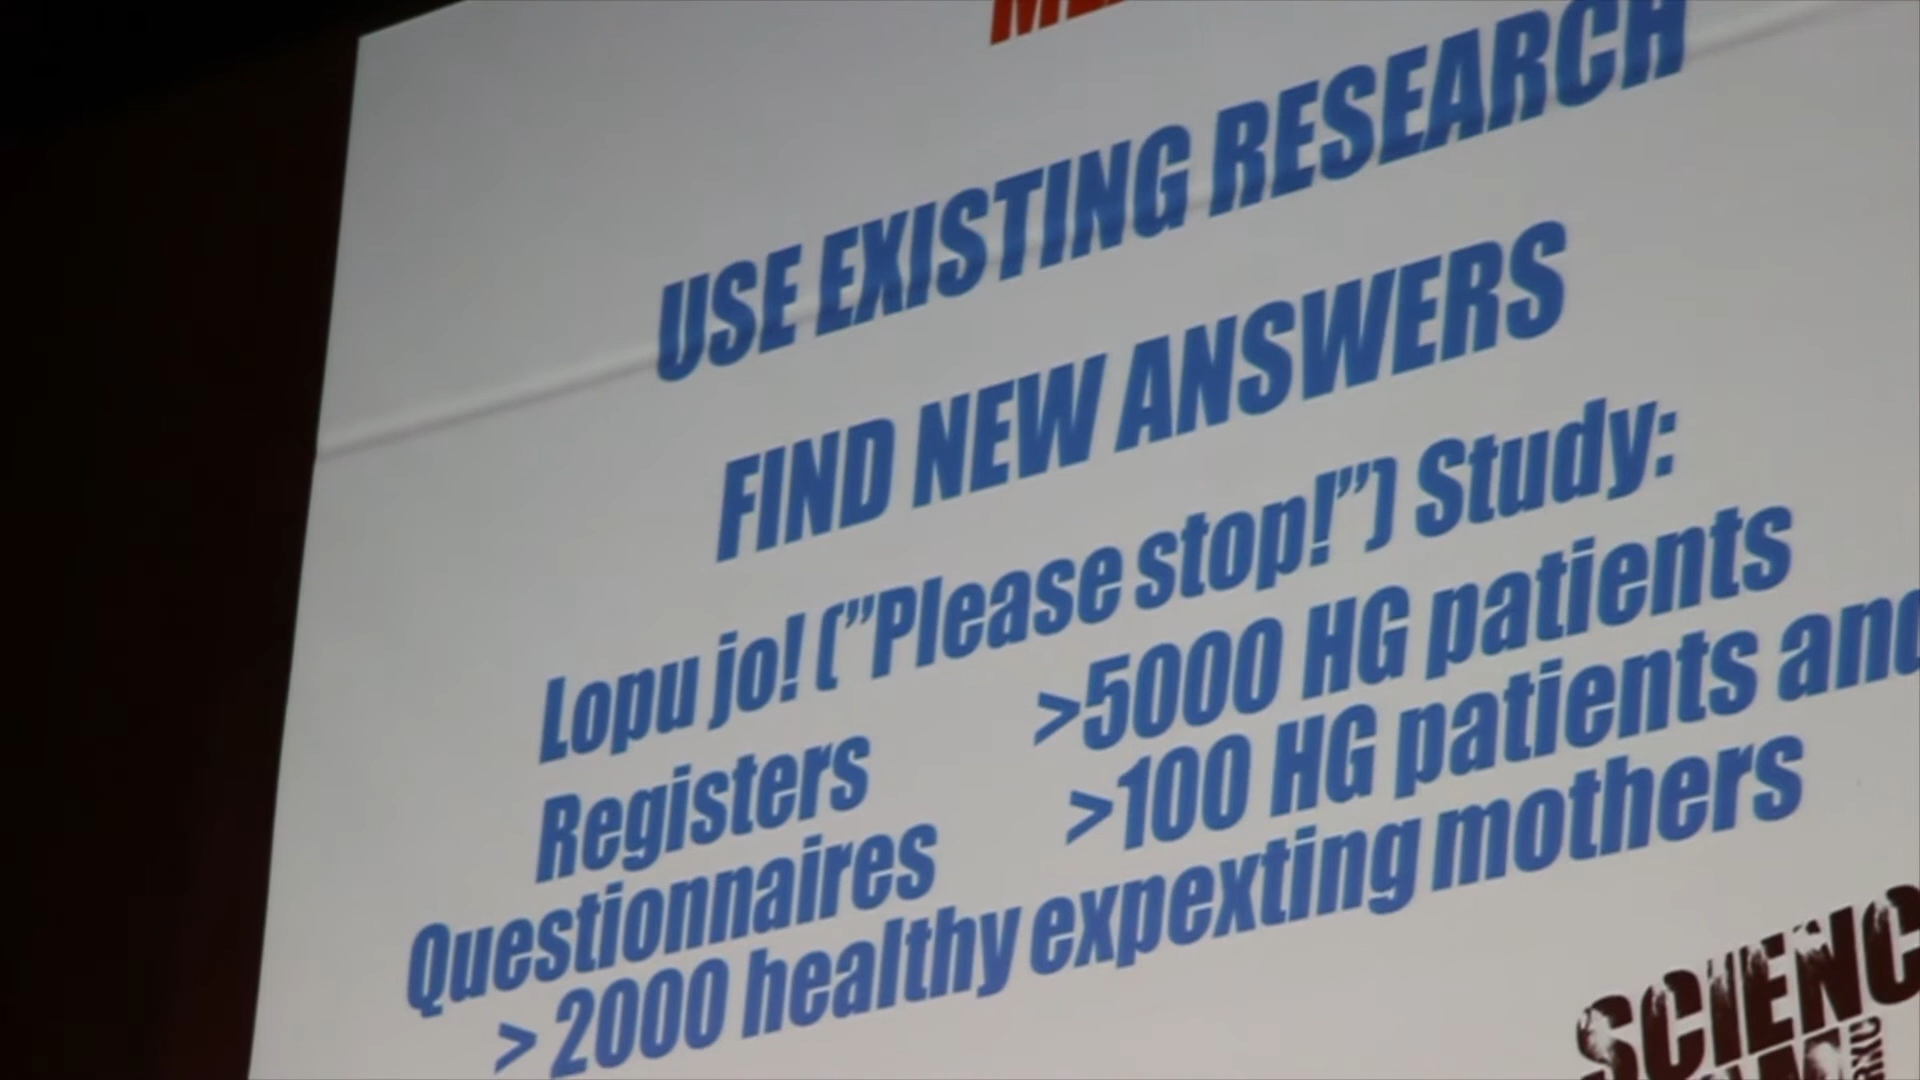 USE EXISTING RESEARCH
FIND NEW ANSWERS
Lopu jo! (”Please stop!”) Study:
Registers >5000 HG patients
Questionnaires >100 HG patients and
> 2000 healthy expexting mothers